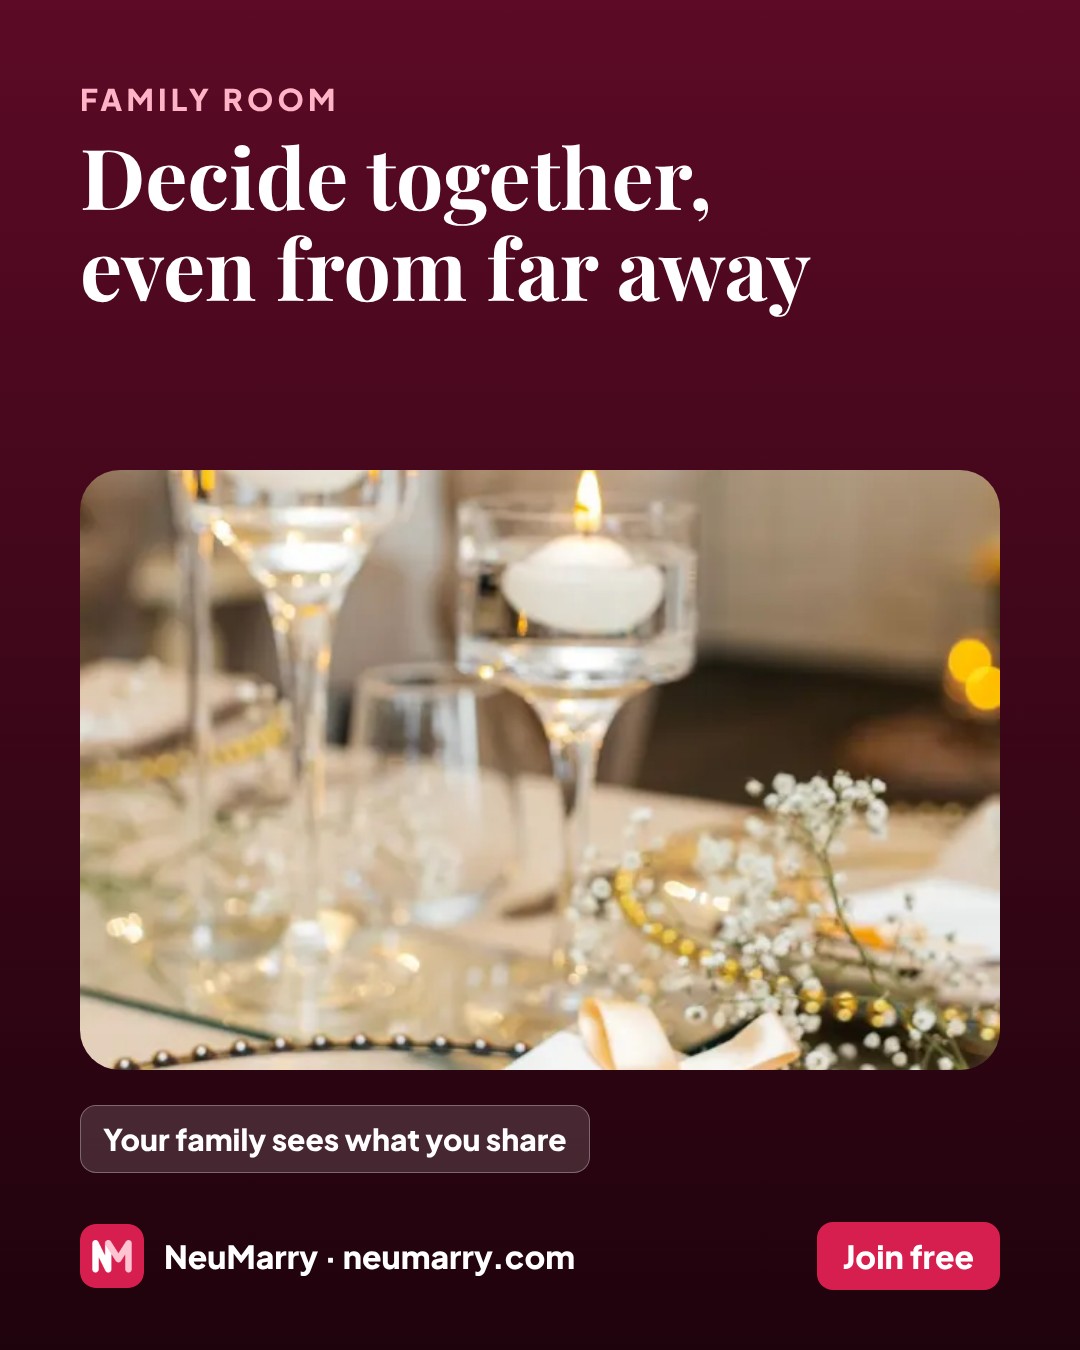 FAMILY ROOM
Decide together,
even from far away
Your family sees what you share
NM NeuMarry · neumarry.com
Join free